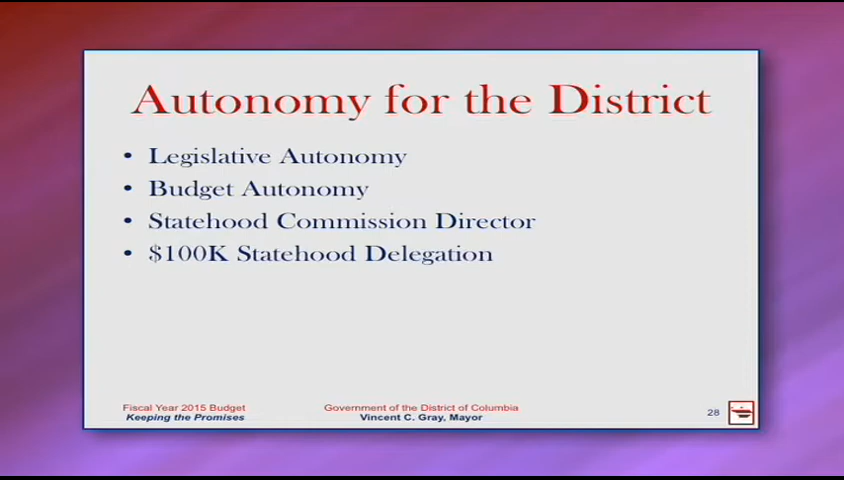 Autonomy for the District
• Legislative Autonomy
• Budget Autonomy
• Statehood Commission Director
• $100K Statehood Delegation
Fiscal Year 2015 Budget
Keeping the Promises
Government of the District of Columbia
Vincent C. Gray, Mayor
28